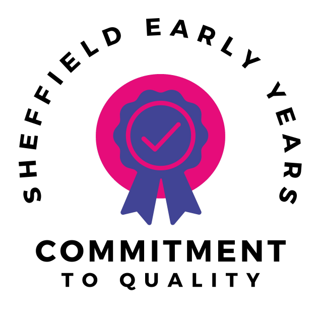 SHEFFIELD EARLY YEARS
COMMITMENT
TO QUALITY